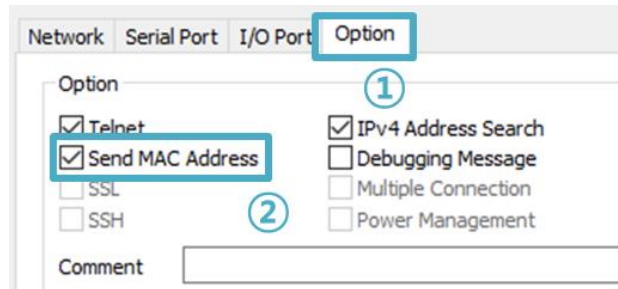 Network Serial Port I/O Port Option
①
Option
Telnet IPv4 Address Search
Send MAC Address Debugging Message
SSL Multiple Connection
SSH Power Management
②
Comment